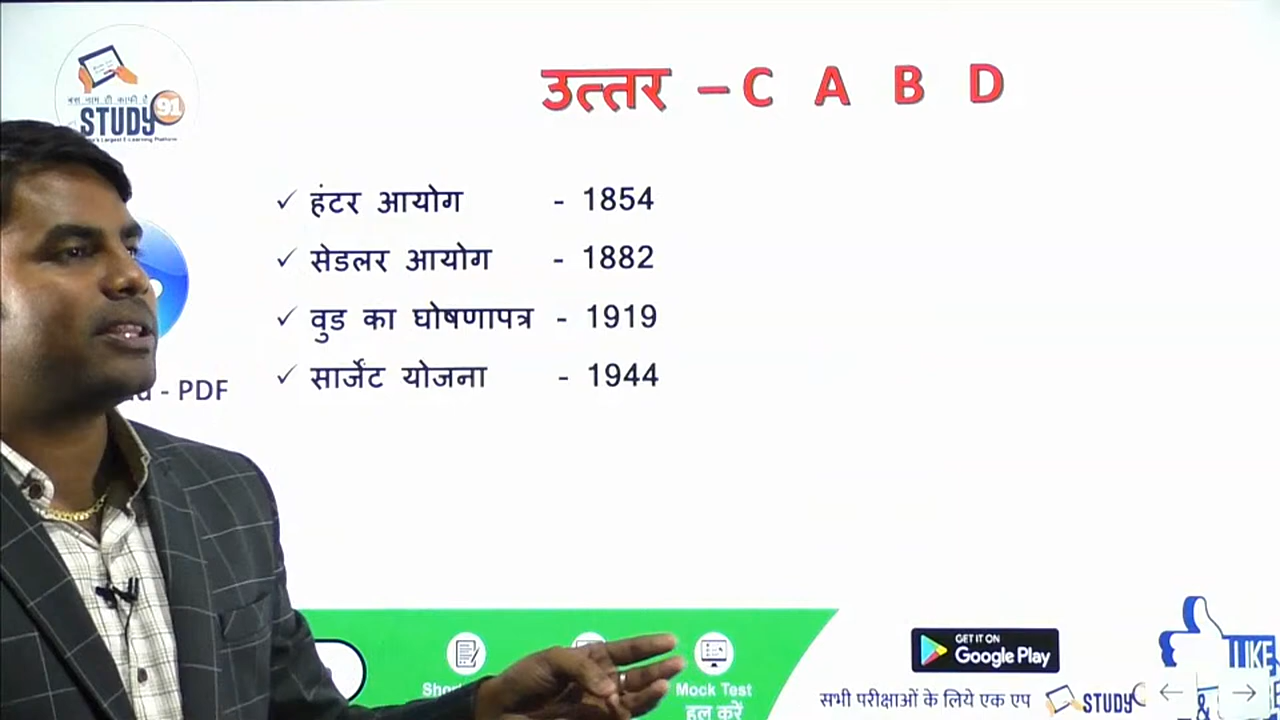 बस नाम ही काफी है
STUDY 91
उत्तर – C A B D
✓ हंटर आयोग - 1854
✓ सेडलर आयोग - 1882
✓ वुड का घोषणापत्र - 1919
✓ सार्जेंट योजना - 1944
- PDF
Mock Test
हल करें
GET IT ON
Google Play
सभी परीक्षाओं के लिये एक एप
STUDY
LIKE
&